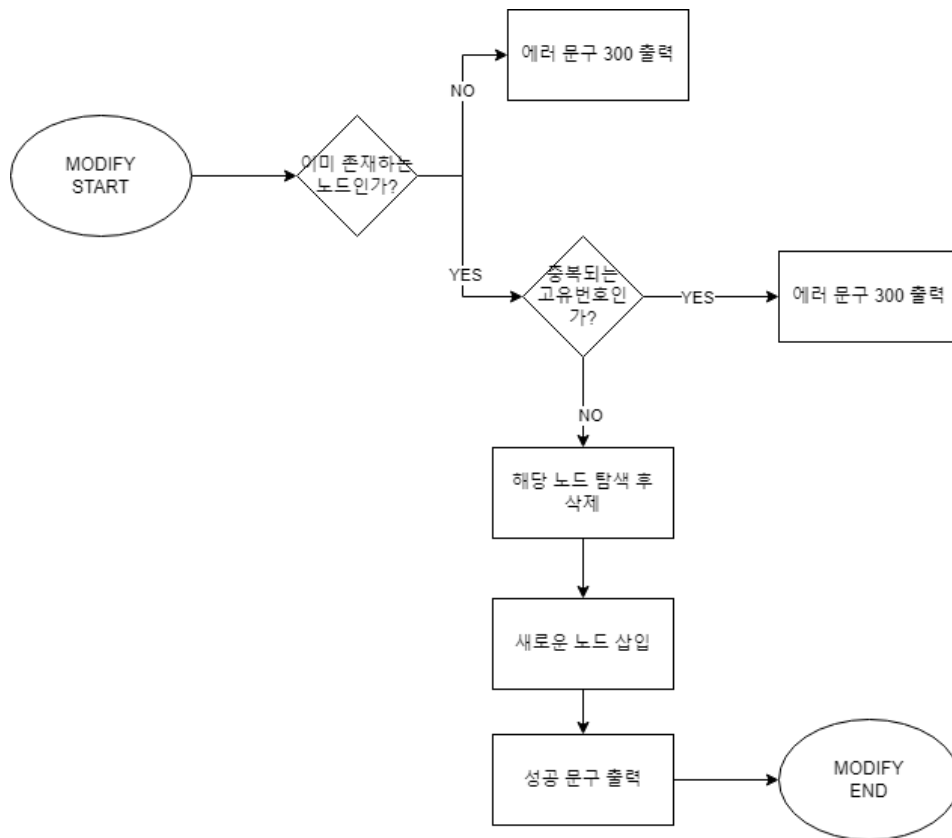 에러 문구 300 출력
NO
MODIFY
START
이미 존재하는
노드인가?
YES
중복되는
고유번호인
가?
YES
에러 문구 300 출력
NO
해당 노드 탐색 후
삭제
새로운 노드 삽입
성공 문구 출력
MODIFY
END